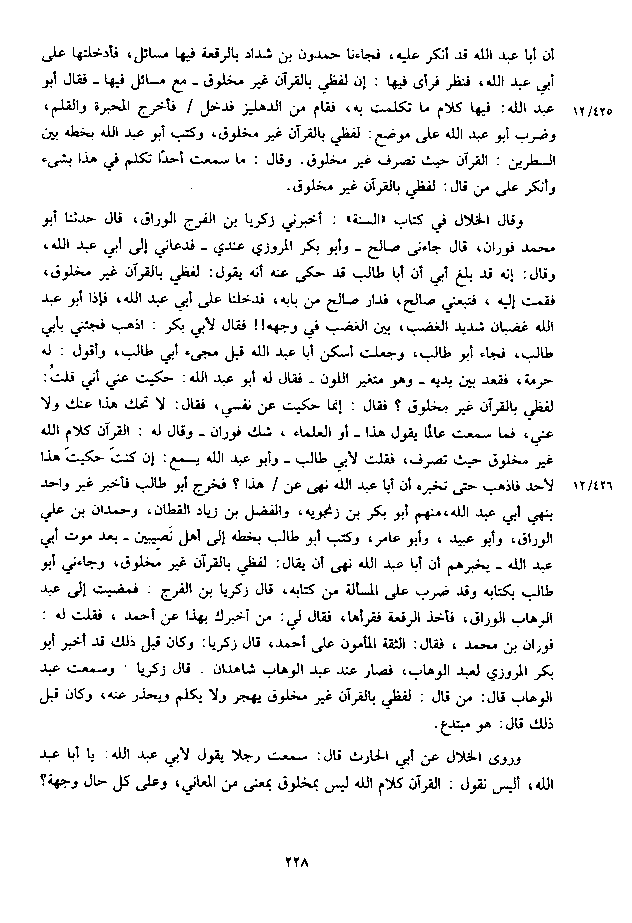 أن أبا عبد الله قد أنكر عليه، فجاءنا حمدون بن شداد بالرقعة فيها مسائل، فأدخلتها على
أبي عبد الله، فنظر فرأى فيها : إن لفظي بالقرآن غير مخلوق ـ مع مسائل فيها ـ فقال أبو
عبد الله: فيها كلام ما تكلمت به، فقام من الدهليز فدخل / فأخرج المحبرة والقلم، ١٢/٤٢٥
وضرب أبو عبد الله على موضع: لفظي بالقرآن غير مخلوق، وكتب أبو عبد الله بخطه بين
السطرين : القرآن حيث تصرف غير مخلوق. وقال : ما سمعت أحدًا تكلم في هذا بشىء
وأنكر على من قال: لفظي بالقرآن غير مخلوق.
وقال الخلال في كتاب «السنة» : أخبرني زكريا بن الفرج الوراق، قال حدثنا أبو
محمد فوران، قال جاءنى صالح ـ وأبو بكر المروزي عندي ـ فدعاني إلى أبي عبد الله،
وقال: إنه قد بلغ أبي أن أبا طالب قد حكى عنه أنه يقول: لفظي بالقرآن غير مخلوق،
فقمت إليه ، فتبعني صالح، فدار صالح من بابه، فدخلنا على أبي عبد الله، فإذا أبو عبد
الله غضبان شديد الغضب، بين الغضب في وجهه!! فقال لأبي بكر : اذهب فجئني بأبي
طالب، فجاء أبو طالب، وجعلت أسكن أبا عبد الله قبل مجىء أبي طالب، وأقول : له
حرمة، فقعد بين يديه ـ وهو متغير اللون ـ فقال له أبو عبد الله: حكيت عني أني قلتُ:
لفظي بالقرآن غير مخلوق ؟ فقال : إنما حكيت عن نفسي، فقال: لا تحك هذا عنك ولا
عني، فما سمعت عالمًا يقول هذا ـ أو العلماء ، شك فوران ـ وقال له : القرآن كلام الله
غير مخلوق حيث تصرف، فقلت لأبي طالب ـ وأبو عبد الله يسمع: إن كنتَ حكيتَ هذا
لأحد فاذهب حتى تخبره أن أبا عبد الله نهى عن / هذا ؟ فخرج أبو طالب فأخبر غير واحد ١٢/٤٢٦
بنهي أبي عبد الله،منهم أبو بكر بن زنجويه، والفضل بن زياد القطان، وحمدان بن علي
الوراق، وأبو عبيد ، وأبو عامر، وكتب أبو طالب بخطه إلى أهل نَصِيبين ـ بعد موت أبي
عبد الله ـ يخبرهم أن أبا عبد الله نهى أن يقال: لفظي بالقرآن غير مخلوق، وجاءني أبو
طالب بكتابه وقد ضرب على المسألة من كتابه، قال زكريا بن الفرج : فمضيت إلى عبد
الوهاب الوراق، فأخذ الرقعة فقرأها، فقال لي: من أخبرك بهذا عن أحمد ، فقلت له :
فوران بن محمد ، فقال: الثقة المأمون على أحمد، قال زكريا: وكان قبل ذلك قد أخبر أبو
بكر المروزي لعبد الوهاب، فصار عند عبد الوهاب شاهدان . قال زكريا وسمعت عبد
الوهاب قال: من قال : لفظي بالقرآن غير مخلوق يهجر ولا يكلم ويحذر عنه، وكان قبل
ذلك قال: هو مبتدع.
وروى الخلال عن أبي الحارث قال: سمعت رجلا يقول لأبي عبد الله: يا أبا عبد
الله، أليس نقول : القرآن كلام الله ليس بمخلوق بمعنى من المعاني، وعلى كل حال وجهة؟
٢٢٨